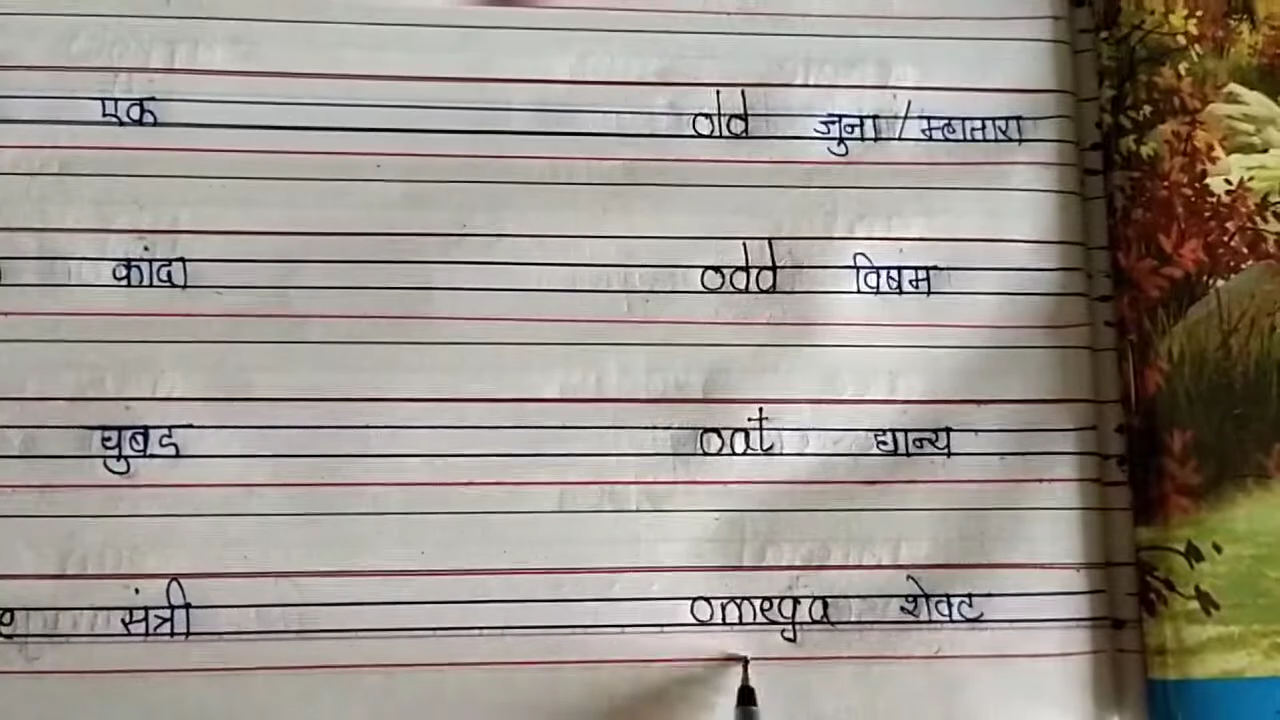 एक old जुना / म्हातारा
कांदा odd विषम
घुबड oat धान्य
e संत्री omega शेवट